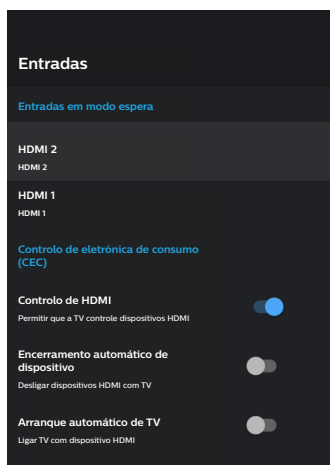 Entradas
Entradas em modo espera
HDMI 2
HDMI 2
HDMI 1
HDMI 1
Controlo de eletrónica de consumo
(CEC)
Controlo de HDMI
Permitir que a TV controle dispositivos HDMI
Encerramento automático de
dispositivo
Desligar dispositivos HDMI com TV
Arranque automático de TV
Ligar TV com dispositivo HDMI